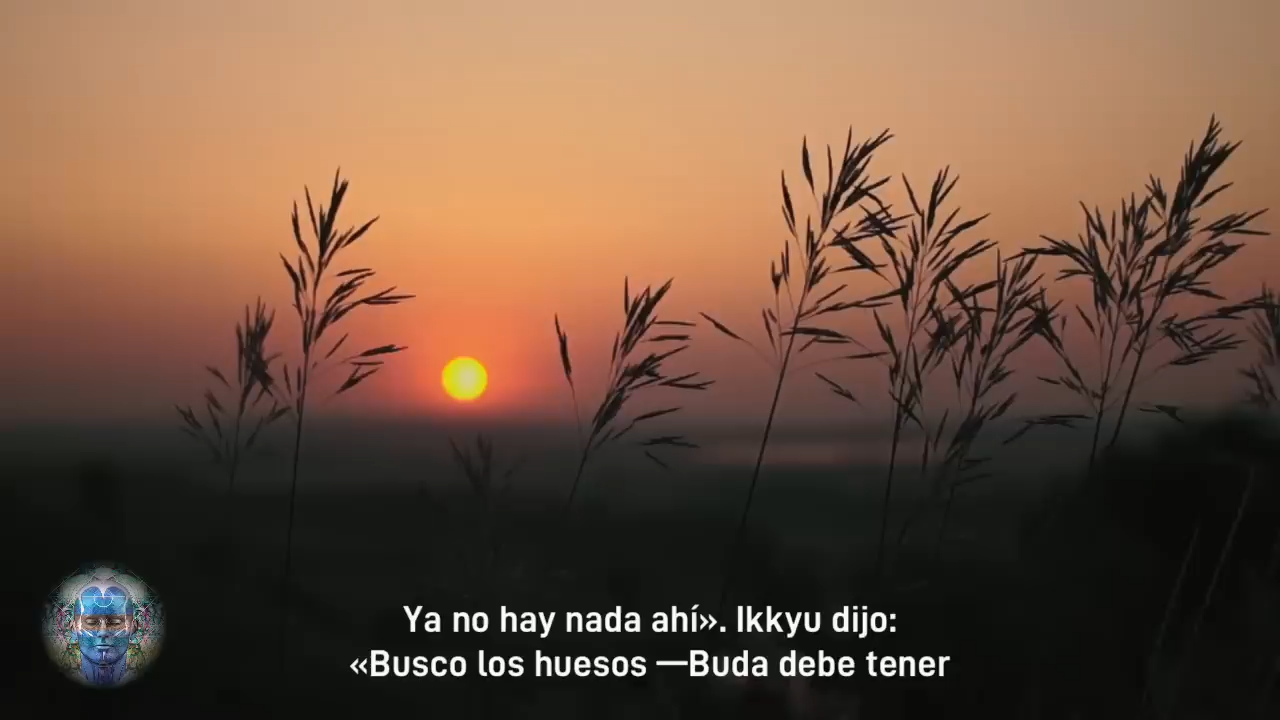 Ya no hay nada ahí». Ikkyu dijo:
«Busco los huesos —Buda debe tener